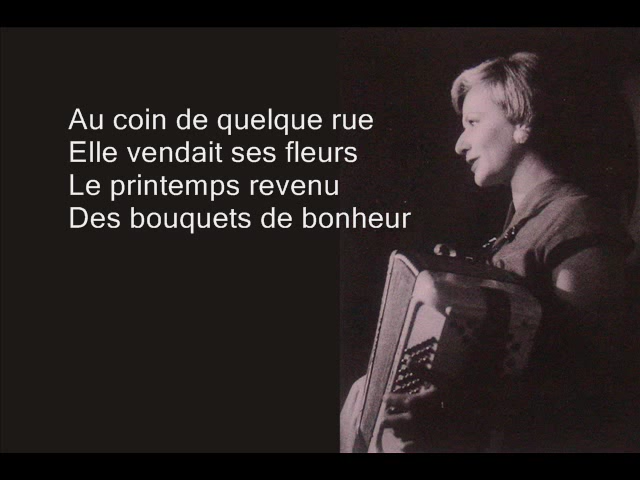 Au coin de quelque rue
Elle vendait ses fleurs
Le printemps revenu
Des bouquets de bonheur